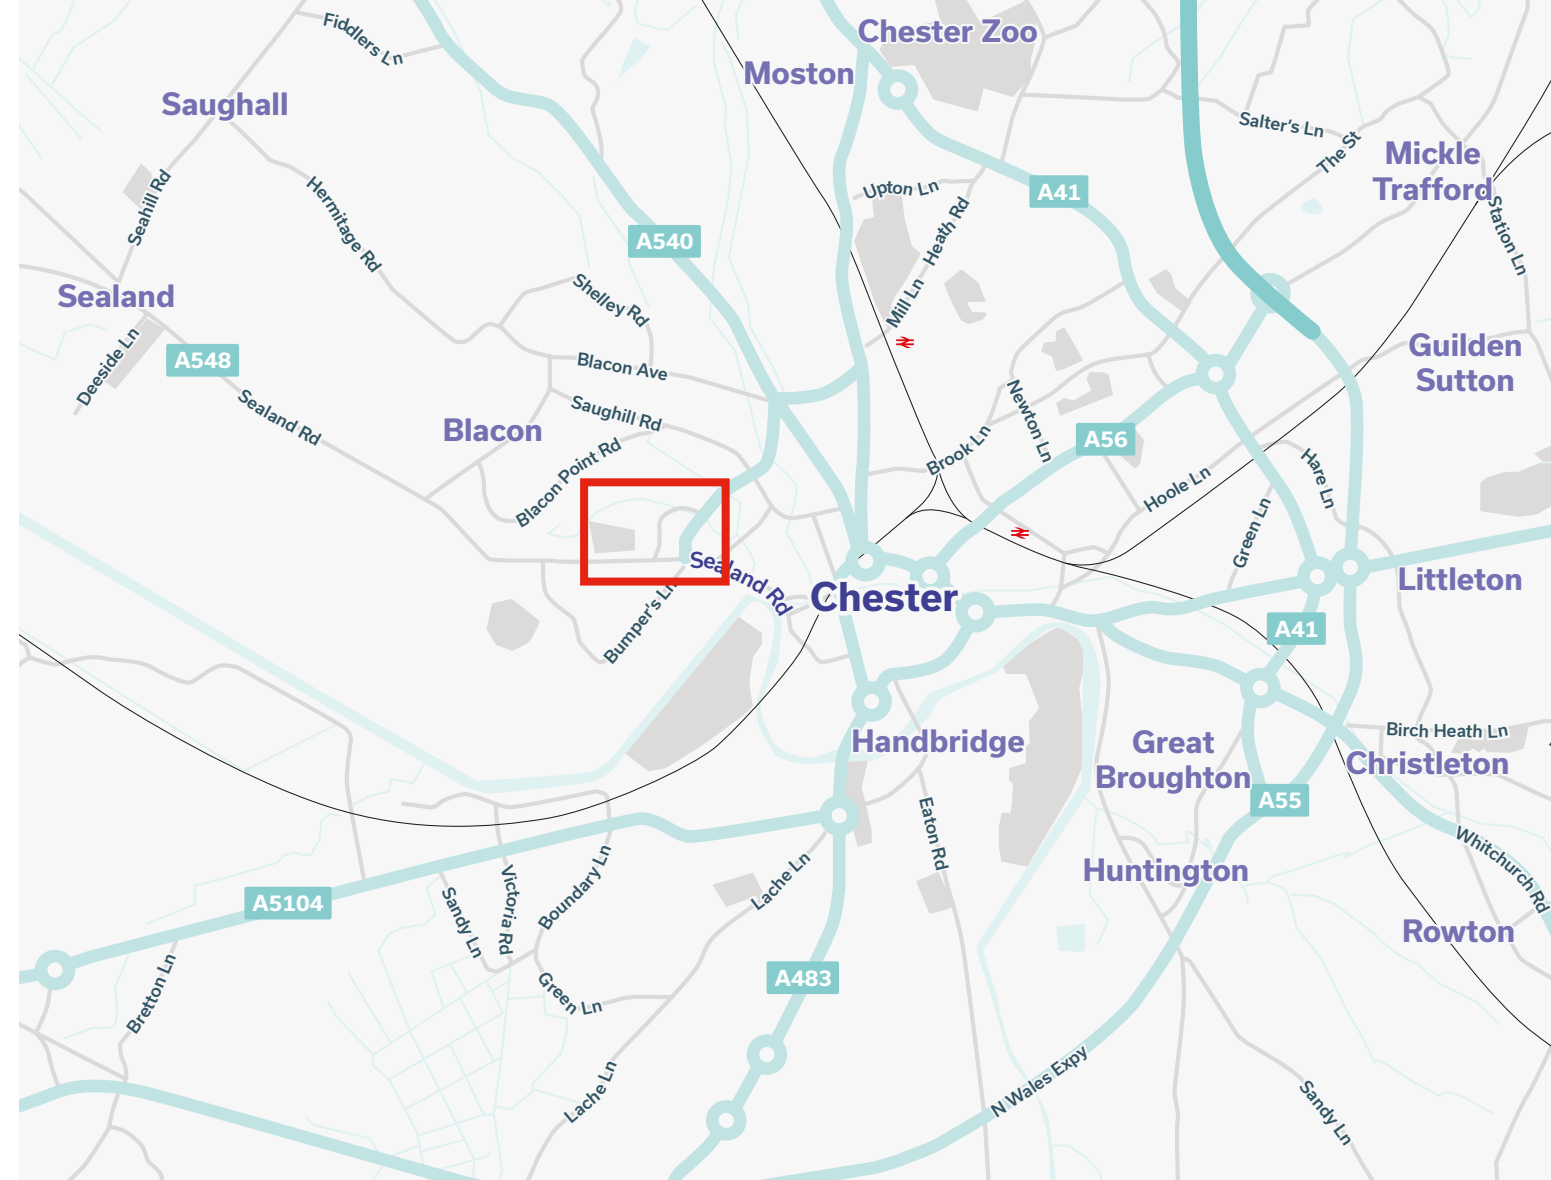 Chester Zoo
Fiddlers Ln
Moston
Saughall
Salter's Ln
The St
Mickle
Trafford
Seahill Rd
Hermitage Rd
Upton Ln
A41
Heath Rd
Station Ln
A540
Sealand
Shelley Rd
Mill Ln
Deeside Ln
A548
Blacon Ave
Guilden
Sutton
Sealand Rd
Saughill Rd
Newton Ln
Blacon
Blacon Point Rd
Brook Ln
A56
Hoole Ln
Hare Ln
Green Ln
Sealand Rd
Bumper's Ln
Chester
Littleton
A41
Handbridge
Great
Broughton
Birch Heath Ln
Christleton
A55
Eaton Rd
Whitchurch Rd
Huntington
Lache Ln
Boundary Ln
Victoria Rd
Sandy Ln
A5104
Rowton
A483
Green Ln
Bretton Ln
Lache Ln
N Wales Expy
Sandy Ln